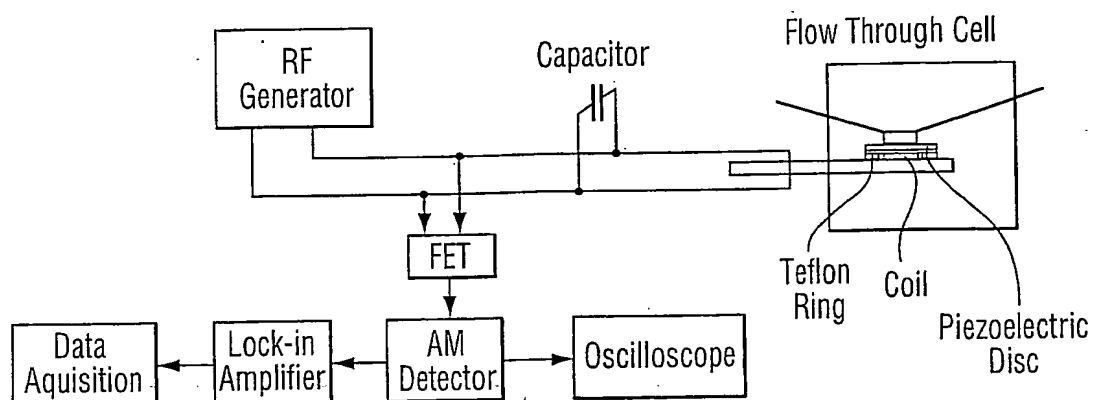 RF
Generator
Capacitor
Flow Through Cell
Teflon
Ring
Coil
Piezoelectric
Disc
FET
Data
Aquisition
Lock-in
Amplifier
AM
Detector
Oscilloscope